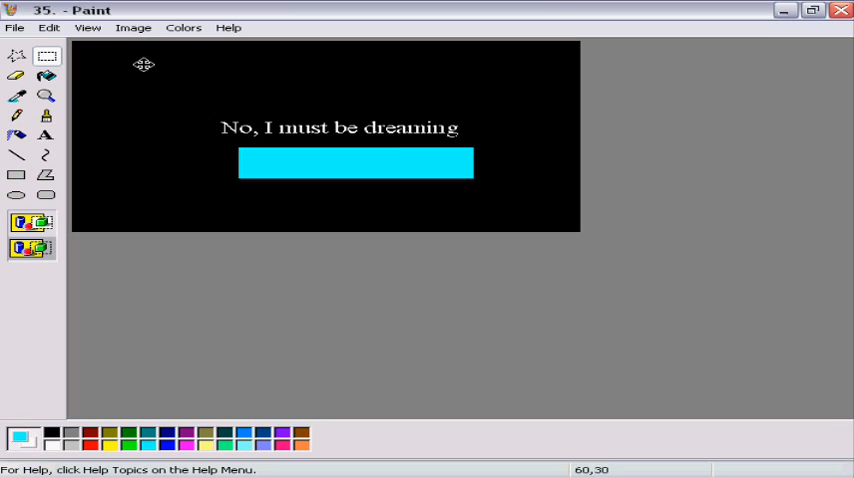 35. - Paint
File Edit View Image Colors Help
No, I must be dreaming
A
For Help, click Help Topics on the Help Menu.
60,30